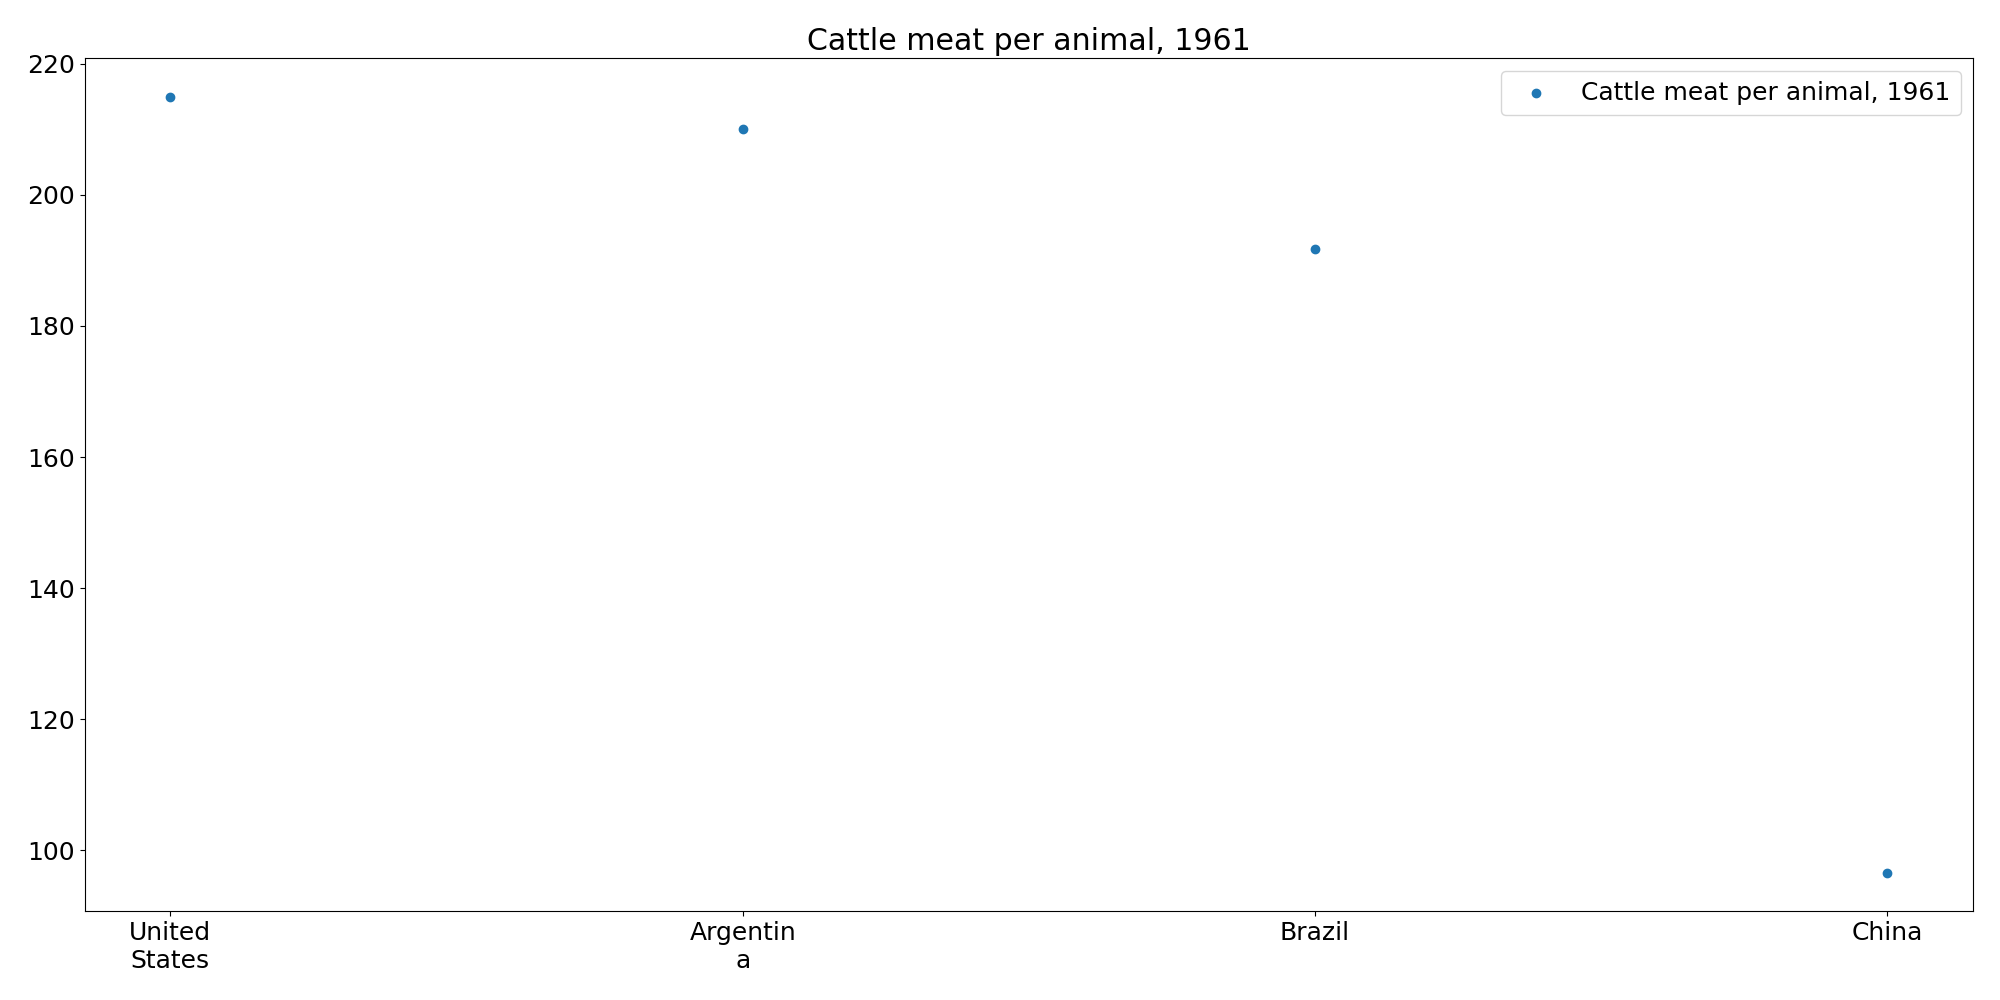 Cattle meat per animal, 1961
Cattle meat per animal, 1961
220
200
180
160
140
120
100
United
States
Argentin
a
Brazil
China